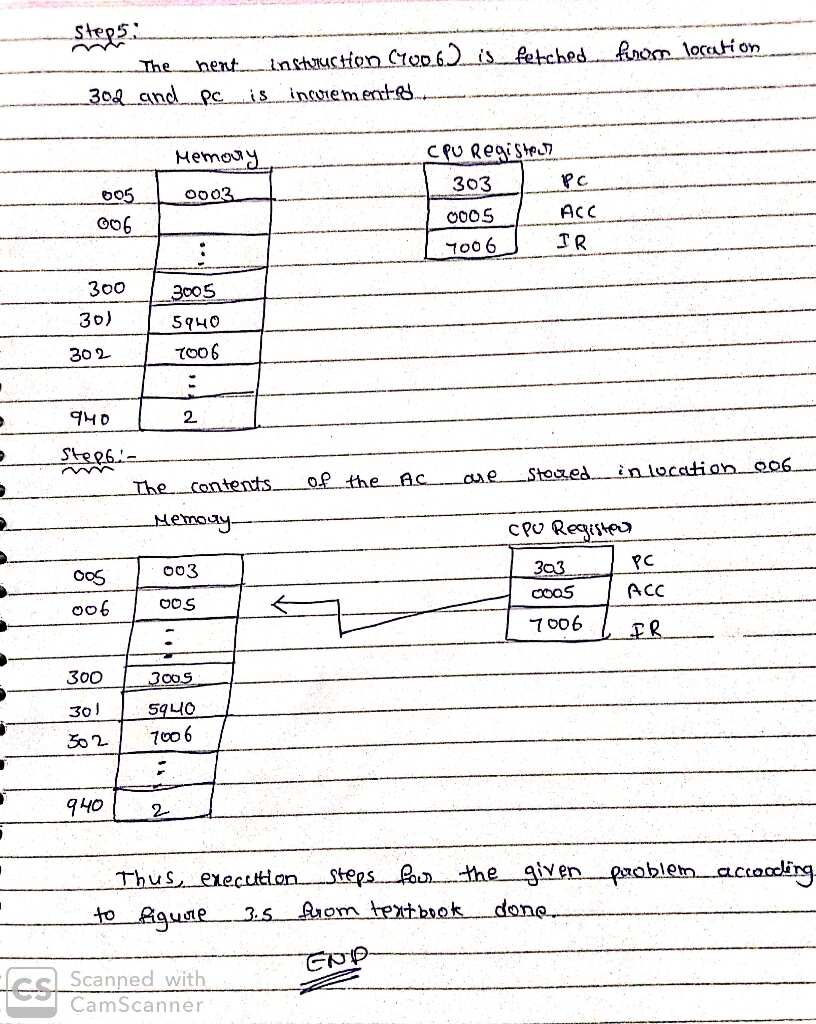 Step5:
The next instruction (7006) is fetched from location
302 and PC is incremented.
Memory CPU Register
005 0003 303 PC
006 0005 ACC
⋮ 7006 IR
300 3005
301 5940
302 7006
⋮
940 2
Step6:-
The contents of the AC are stored in location 006
Memory CPU Register
005 003 303 PC
006 005 0005 ACC
⋮ 7006 IR
300 3005
301 5940
302 7006
⋮
940 2
Thus, execution steps for the given problem accooding
to figure 3.5 from textbook done.
END
CS Scanned with
CamScanner